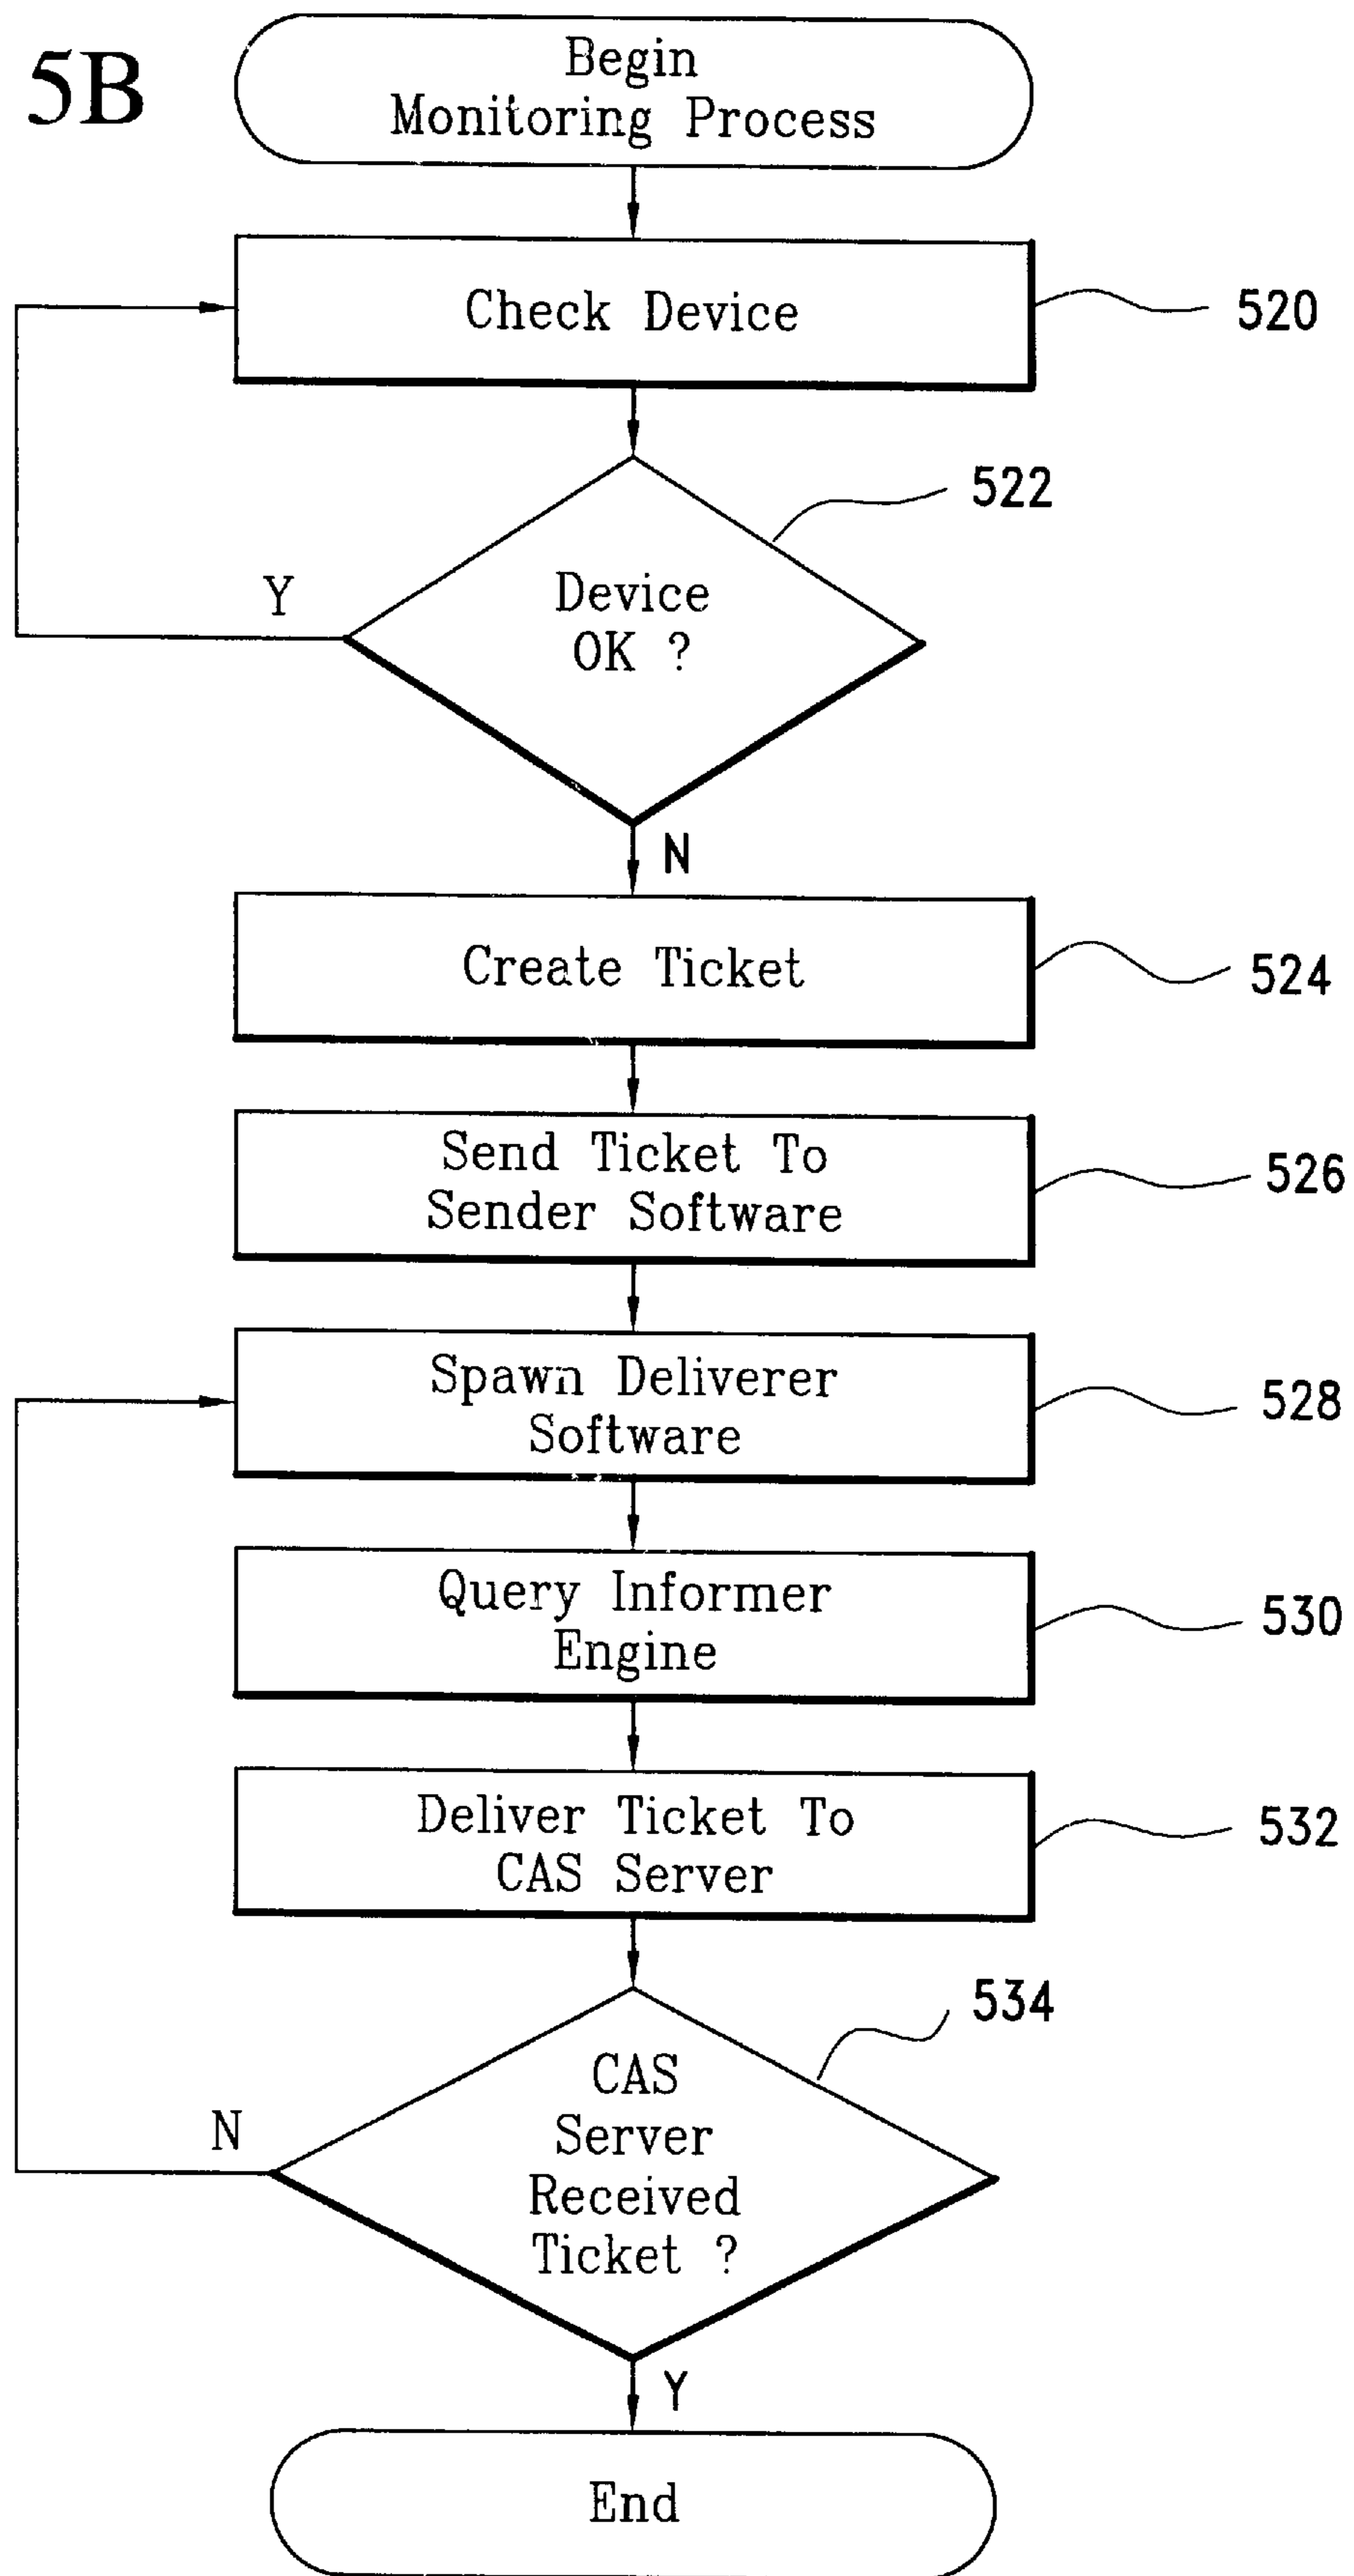 5B
Begin
Monitoring Process
Check Device
520
522
Device
OK ?
Y
N
Create Ticket
524
Send Ticket To
Sender Software
526
Spawn Deliverer
Software
528
Query Informer
Engine
530
Deliver Ticket To
CAS Server
532
534
CAS
Server
Received
Ticket ?
N
Y
End